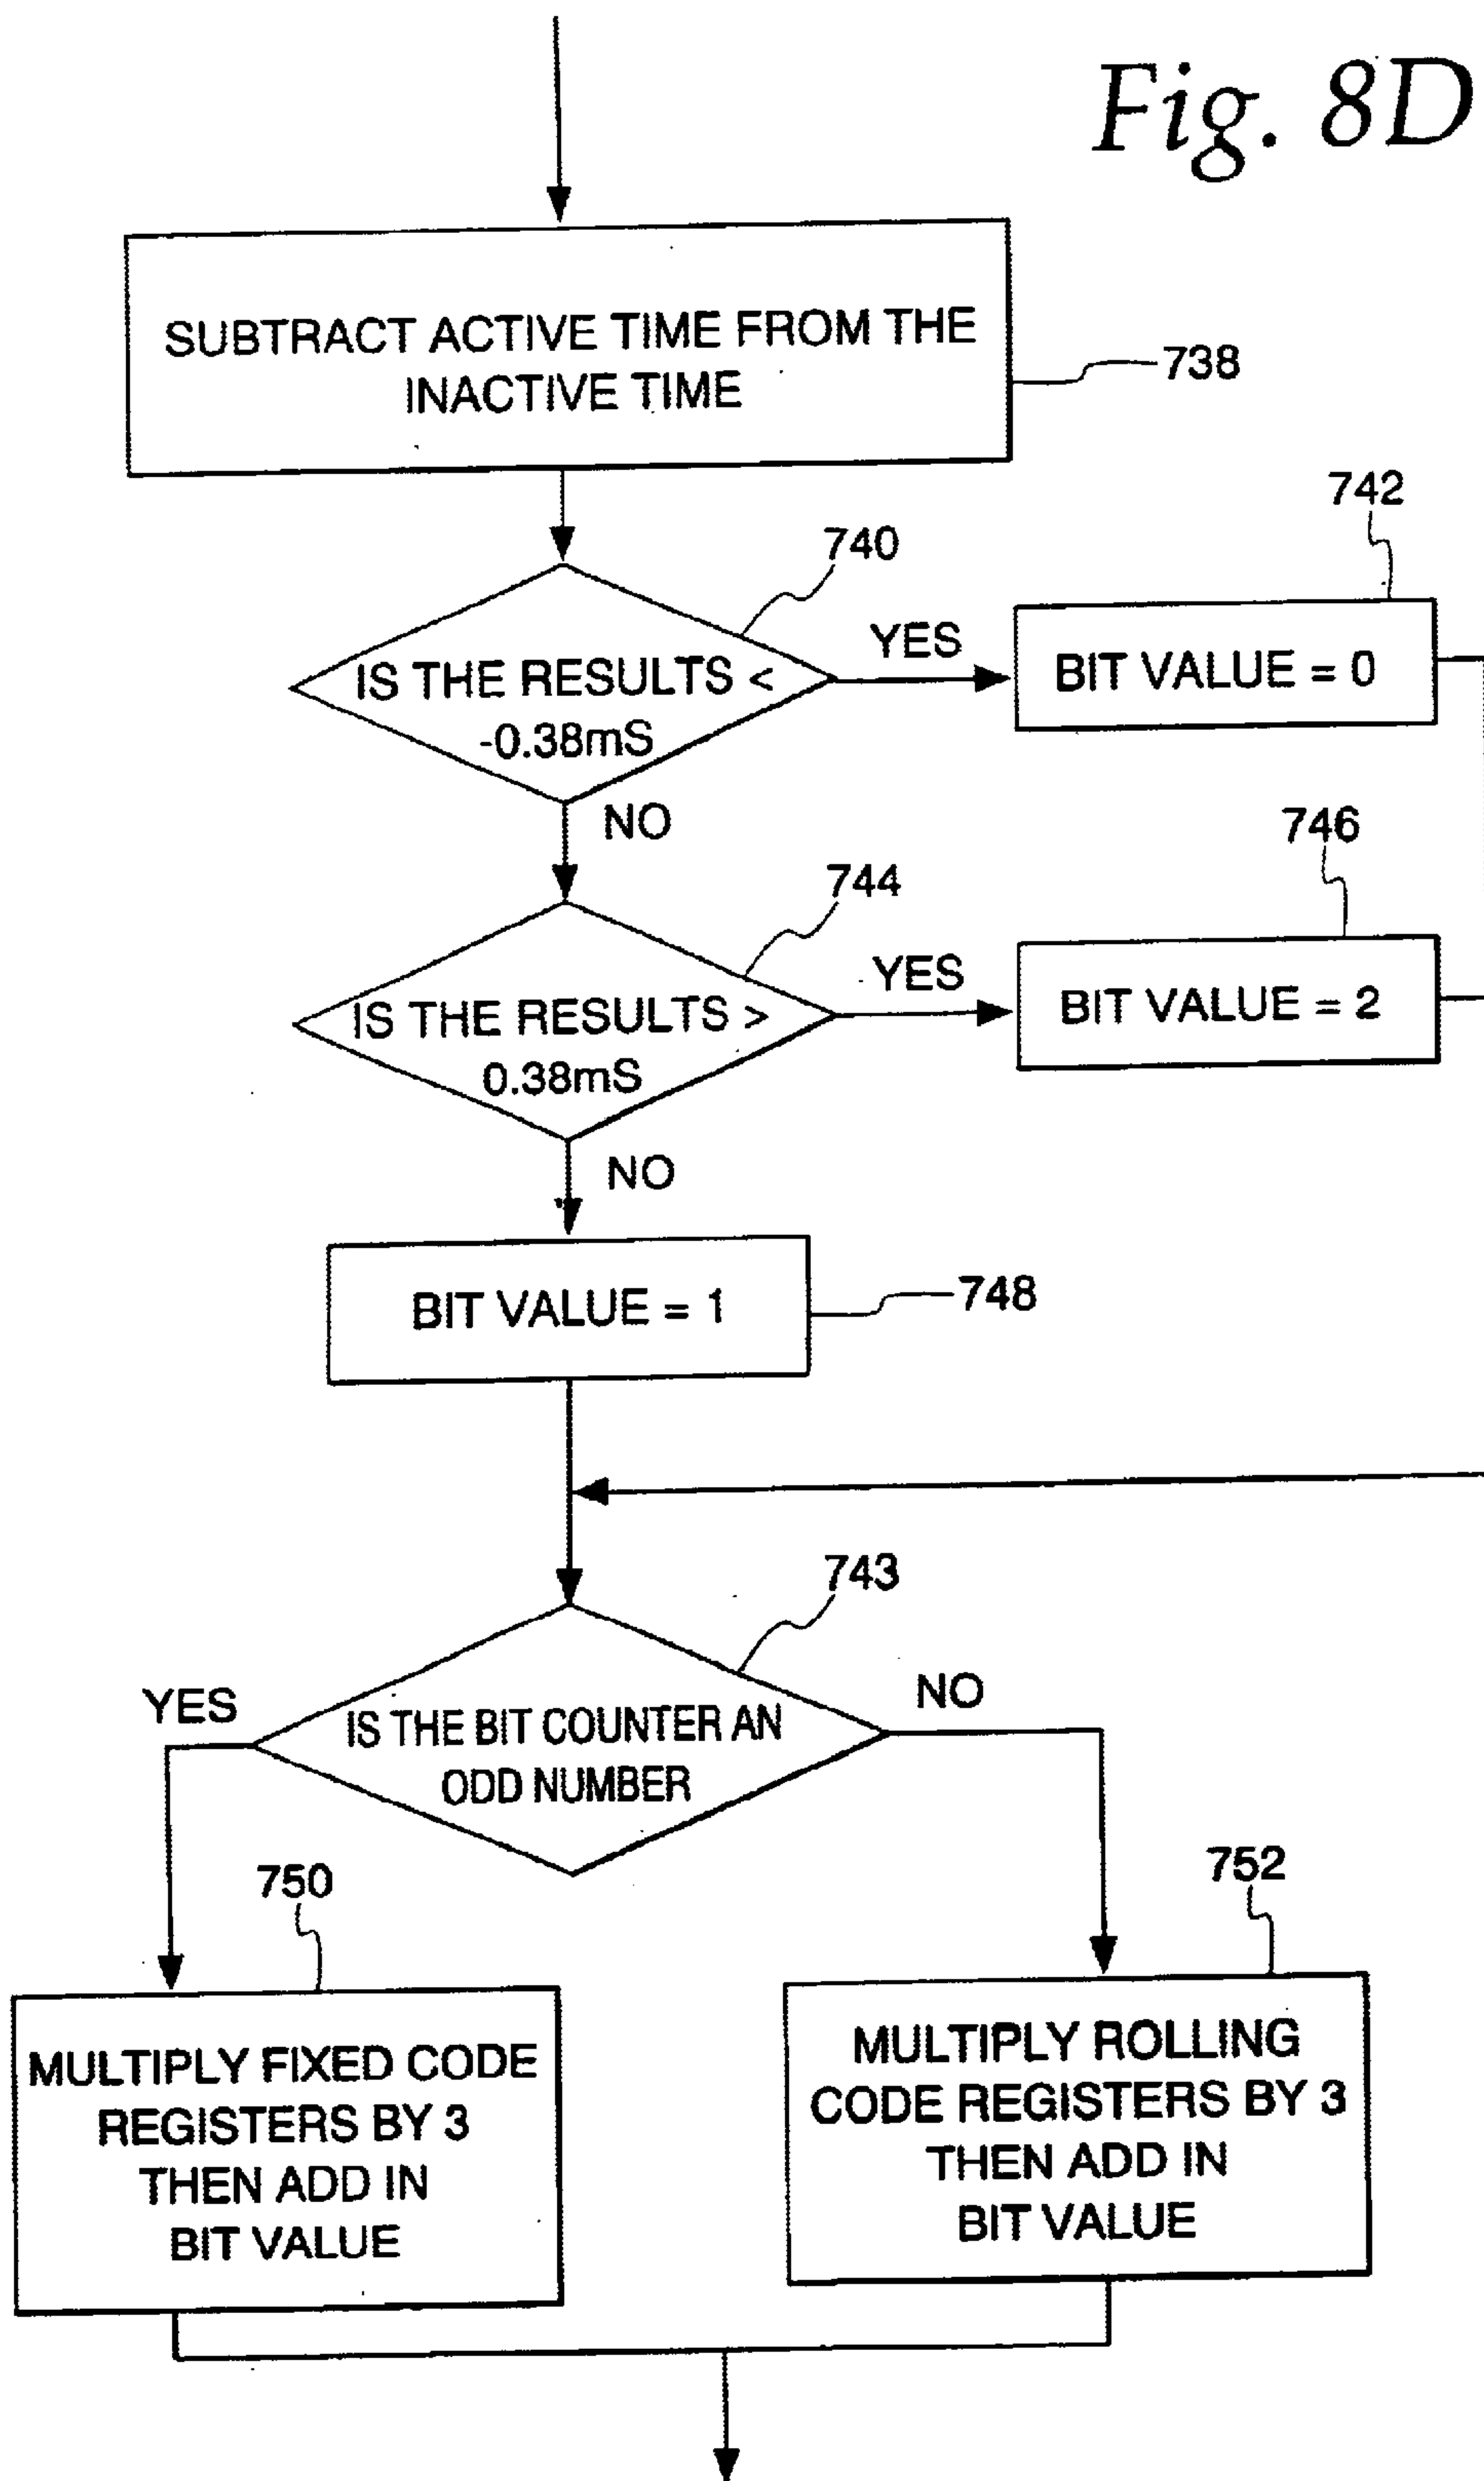 Fig. 8D
SUBTRACT ACTIVE TIME FROM THE
INACTIVE TIME
738
740
742
IS THE RESULTS <
-0.38mS
YES
BIT VALUE = 0
NO
744
746
IS THE RESULTS >
0.38mS
YES
BIT VALUE = 2
NO
BIT VALUE = 1
748
743
YES
IS THE BIT COUNTER AN
ODD NUMBER
NO
750
752
MULTIPLY FIXED CODE
REGISTERS BY 3
THEN ADD IN
BIT VALUE
MULTIPLY ROLLING
CODE REGISTERS BY 3
THEN ADD IN
BIT VALUE